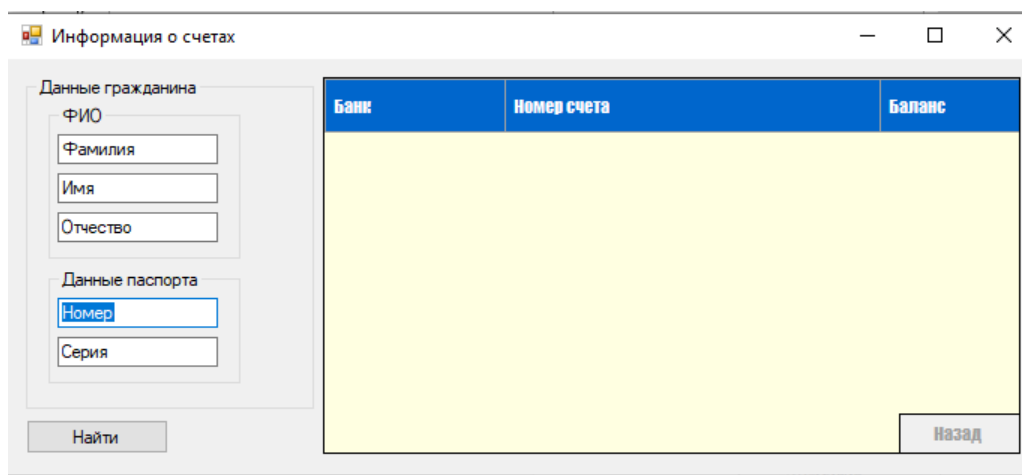 Информация о счетах
Данные гражданина
ФИО
Фамилия
Имя
Отчество
Данные паспорта
Номер
Серия
Найти
Банк Номер счета Баланс
Назад